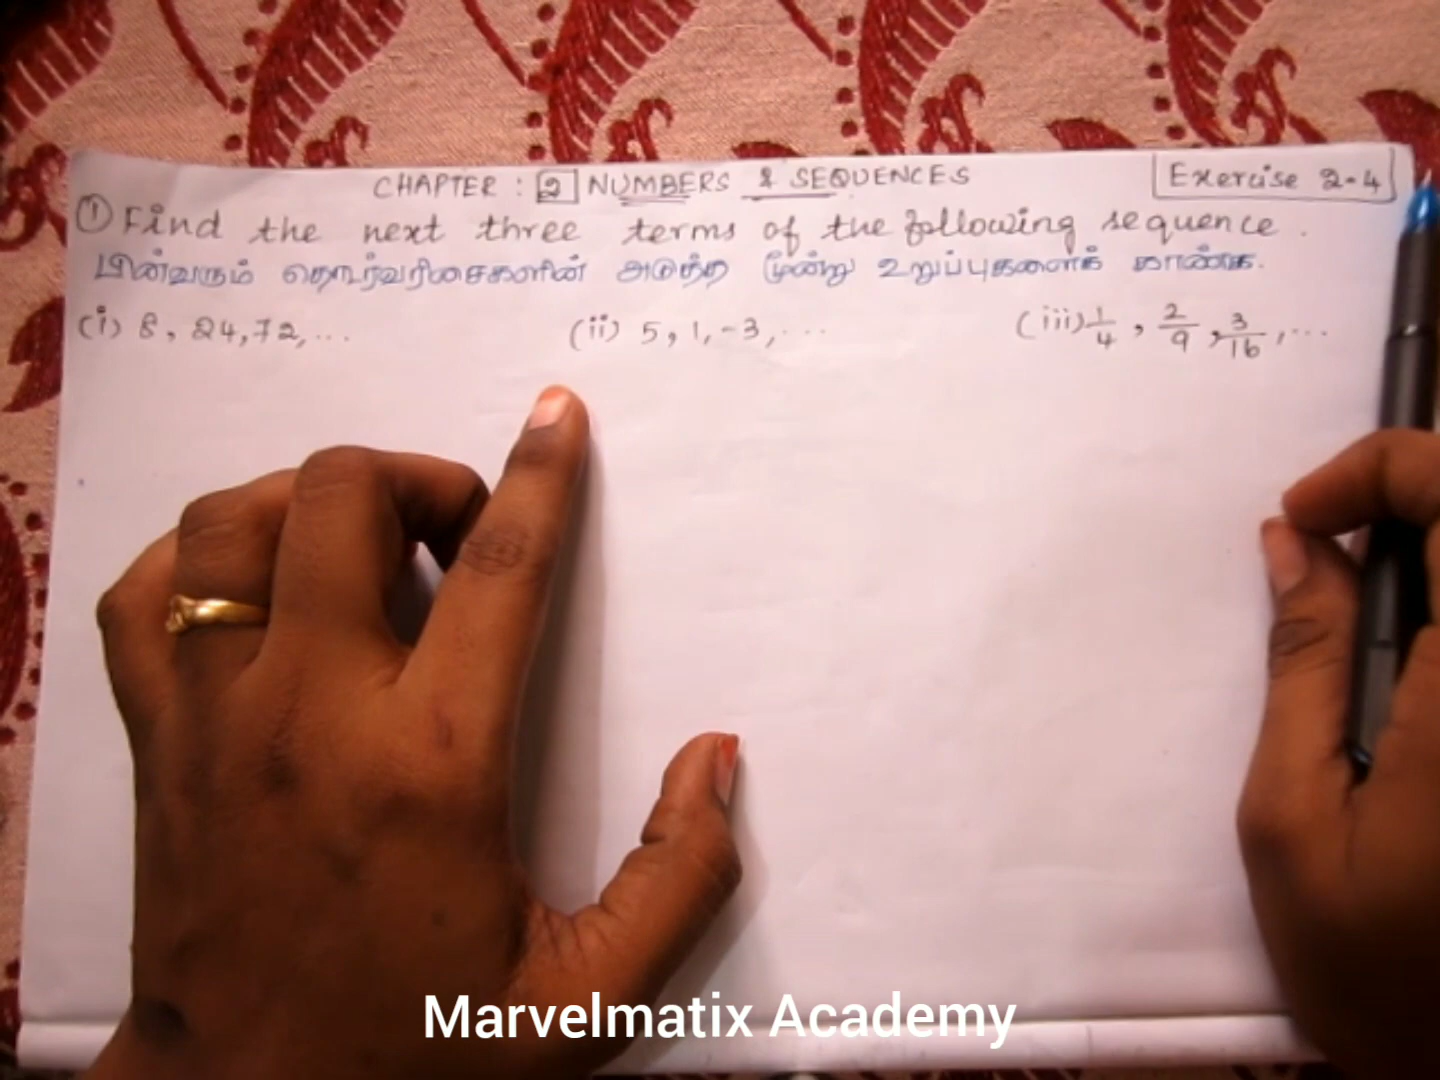 CHAPTER : 2 NUMBERS & SEQUENCES
Exercise 2.4
① Find the next three terms of the following sequence.
பின்வரும் தொடர்வரிசைகளின் அடுத்த மூன்று உறுப்புகளைக் காண்க.
(i) 8, 24, 72, ... (ii) 5, 1, -3, ... (iii) 1/4, 2/9, 3/16, ...
Marvelmatix Academy